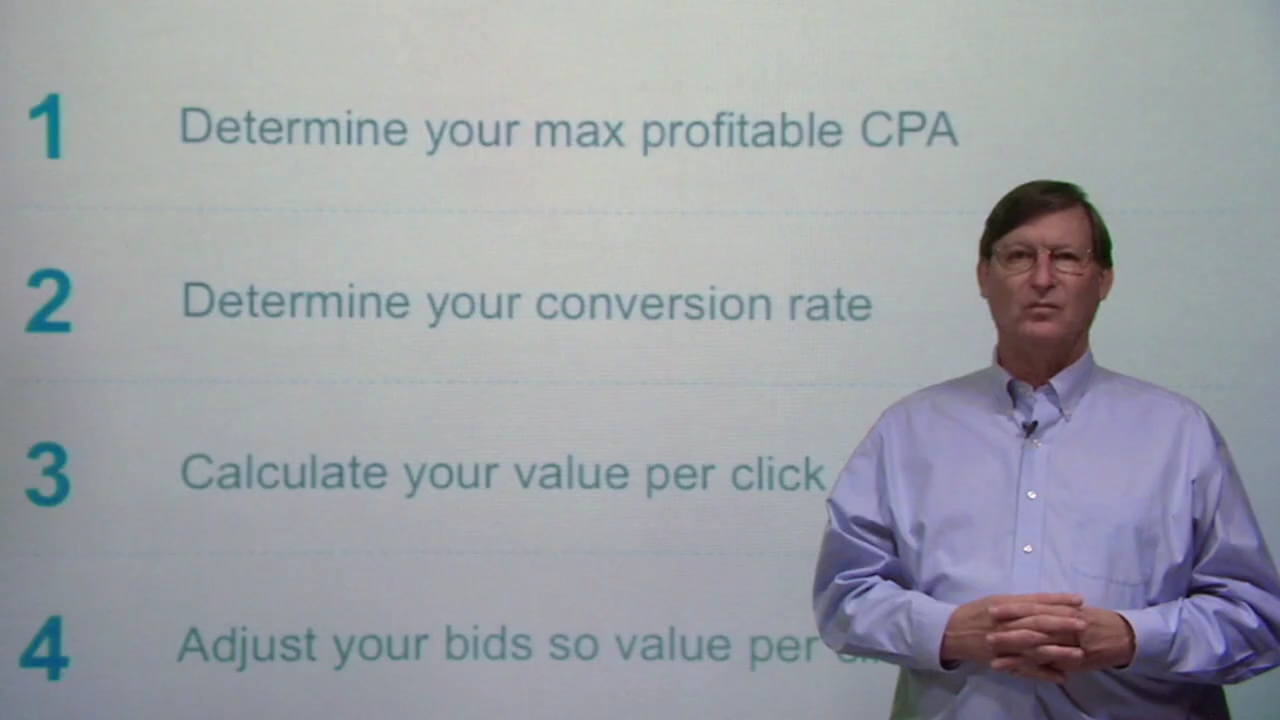 1 Determine your max profitable CPA
2 Determine your conversion rate
3 Calculate your value per click
4 Adjust your bids so value per